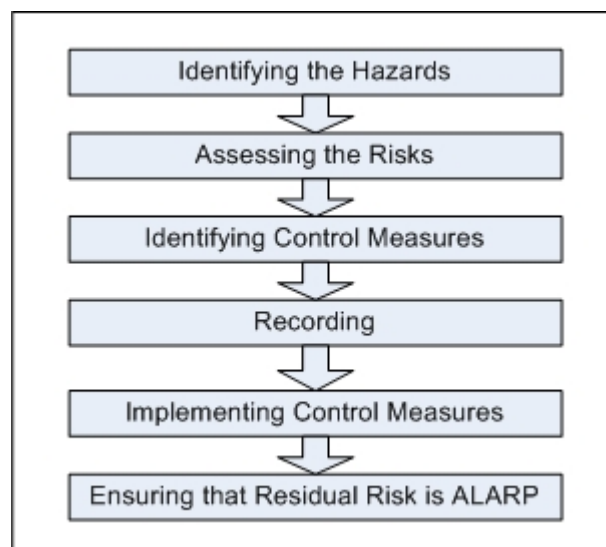 Identifying the Hazards
Assessing the Risks
Identifying Control Measures
Recording
Implementing Control Measures
Ensuring that Residual Risk is ALARP